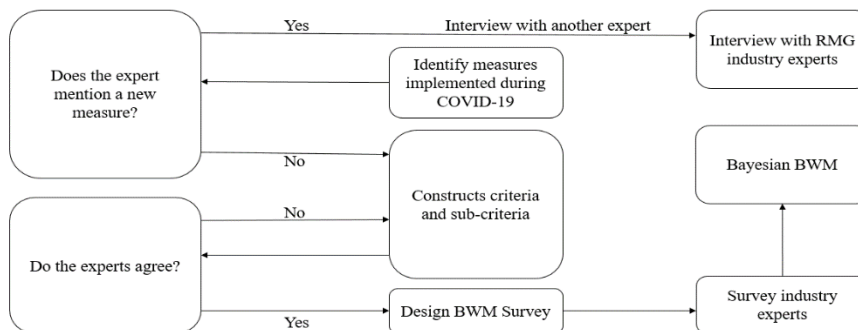 Yes
Interview with another expert
Interview with RMG
industry experts
Does the expert
mention a new
measure?
Identify measures
implemented during
COVID-19
No
Constructs criteria
and sub-criteria
Bayesian BWM
No
Do the experts agree?
Yes
Design BWM Survey
Survey industry
experts